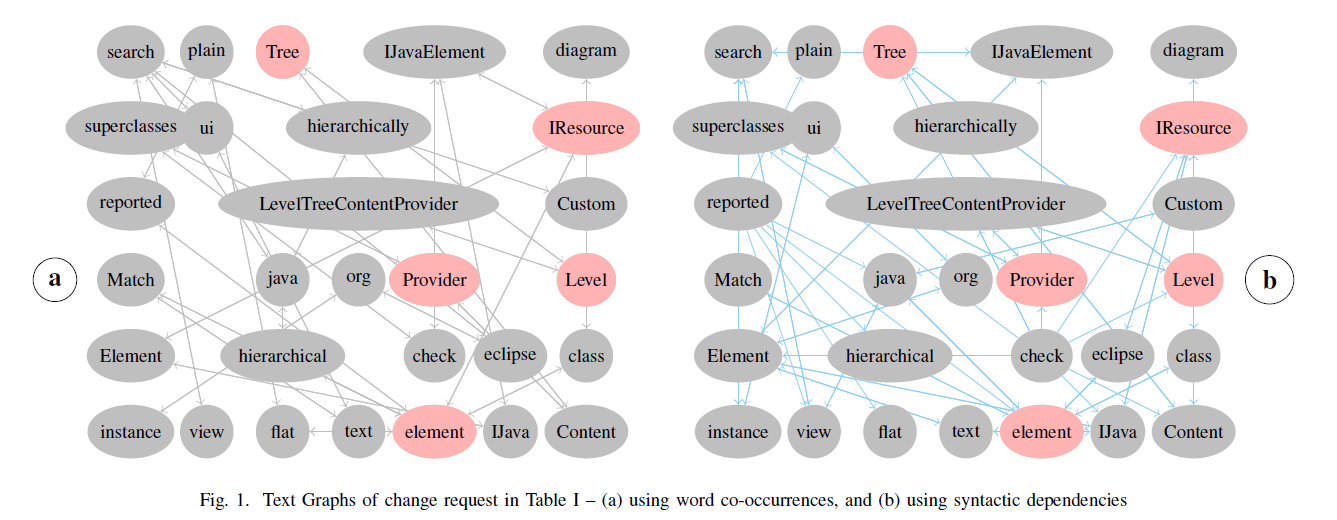 search plain Tree IJavaElement diagram
superclasses ui hierarchically IResource
reported LevelTreeContentProvider Custom
a Match java org Provider Level
Element hierarchical check eclipse class
instance view flat text element IJava Content
search plain Tree IJavaElement diagram
superclasses ui hierarchically IResource
reported LevelTreeContentProvider Custom
Match java org Provider Level b
Element hierarchical check eclipse class
instance view flat text element IJava Content
Fig. 1. Text Graphs of change request in Table I – (a) using word co-occurrences, and (b) using syntactic dependencies